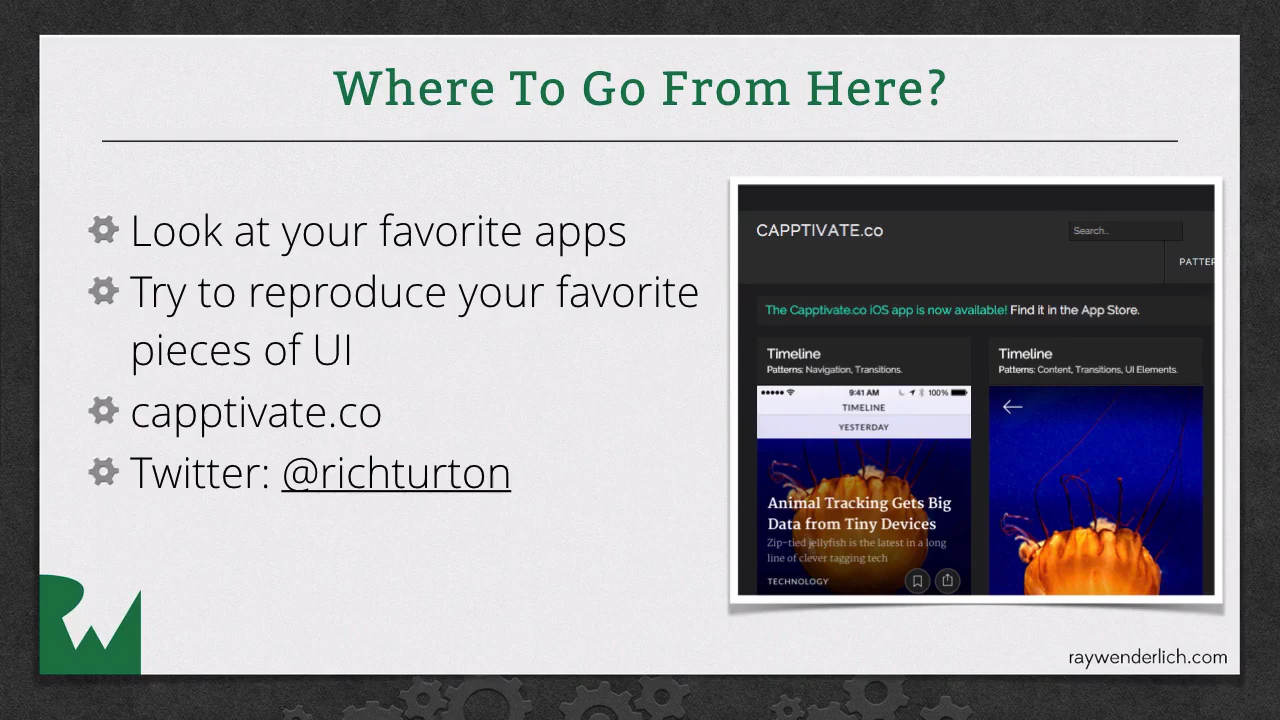 Where To Go From Here?
Look at your favorite apps
Try to reproduce your favorite
pieces of UI
capptivate.co
Twitter: @richturton
CAPPTIVATE.co
Search..
PATTER
The Capptivate.co iOS app is now available! Find it in the App Store.
Timeline
Patterns: Navigation, Transitions.
9:41 AM 100%
TIMELINE
YESTERDAY
Animal Tracking Gets Big
Data from Tiny Devices
Zip-tied jellyfish is the latest in a long
line of clever tagging tech
TECHNOLOGY
Timeline
Patterns: Content, Transitions, UI Elements.
RW
raywenderlich.com